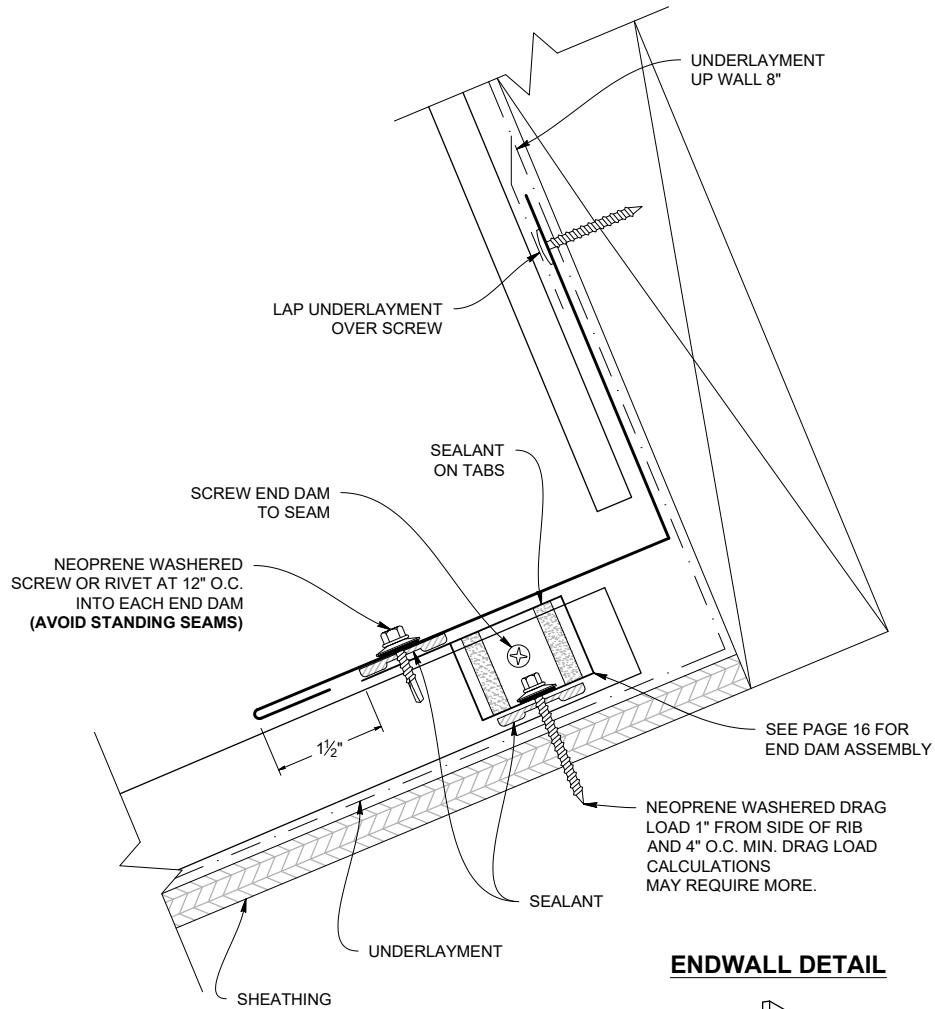 UNDERLAYMENT
UP WALL 8"
LAP UNDERLAYMENT
OVER SCREW
SEALANT
ON TABS
SCREW END DAM
TO SEAM
NEOPRENE WASHERED
SCREW OR RIVET AT 12" O.C.
INTO EACH END DAM
(AVOID STANDING SEAMS)
1½"
SEE PAGE 16 FOR
END DAM ASSEMBLY
NEOPRENE WASHERED DRAG
LOAD 1" FROM SIDE OF RIB
AND 4" O.C. MIN. DRAG LOAD
CALCULATIONS
MAY REQUIRE MORE.
SEALANT
UNDERLAYMENT
SHEATHING
ENDWALL DETAIL